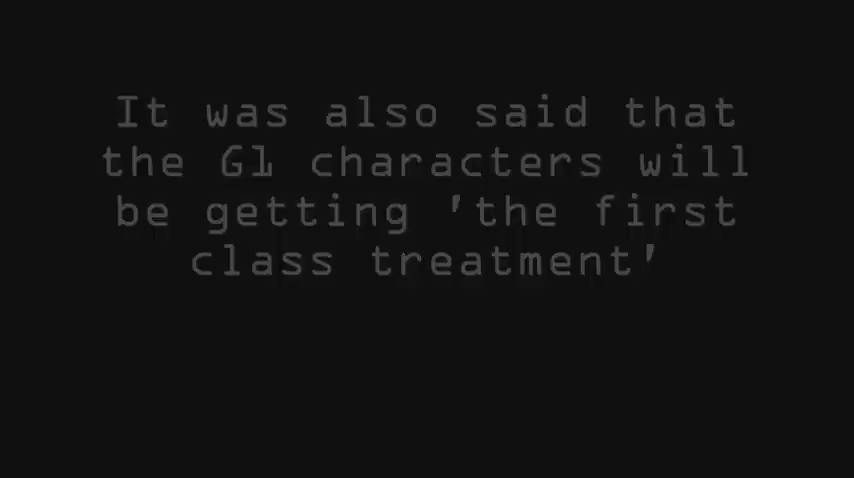 It was also said that
the G1 characters will
be getting 'the first
class treatment'